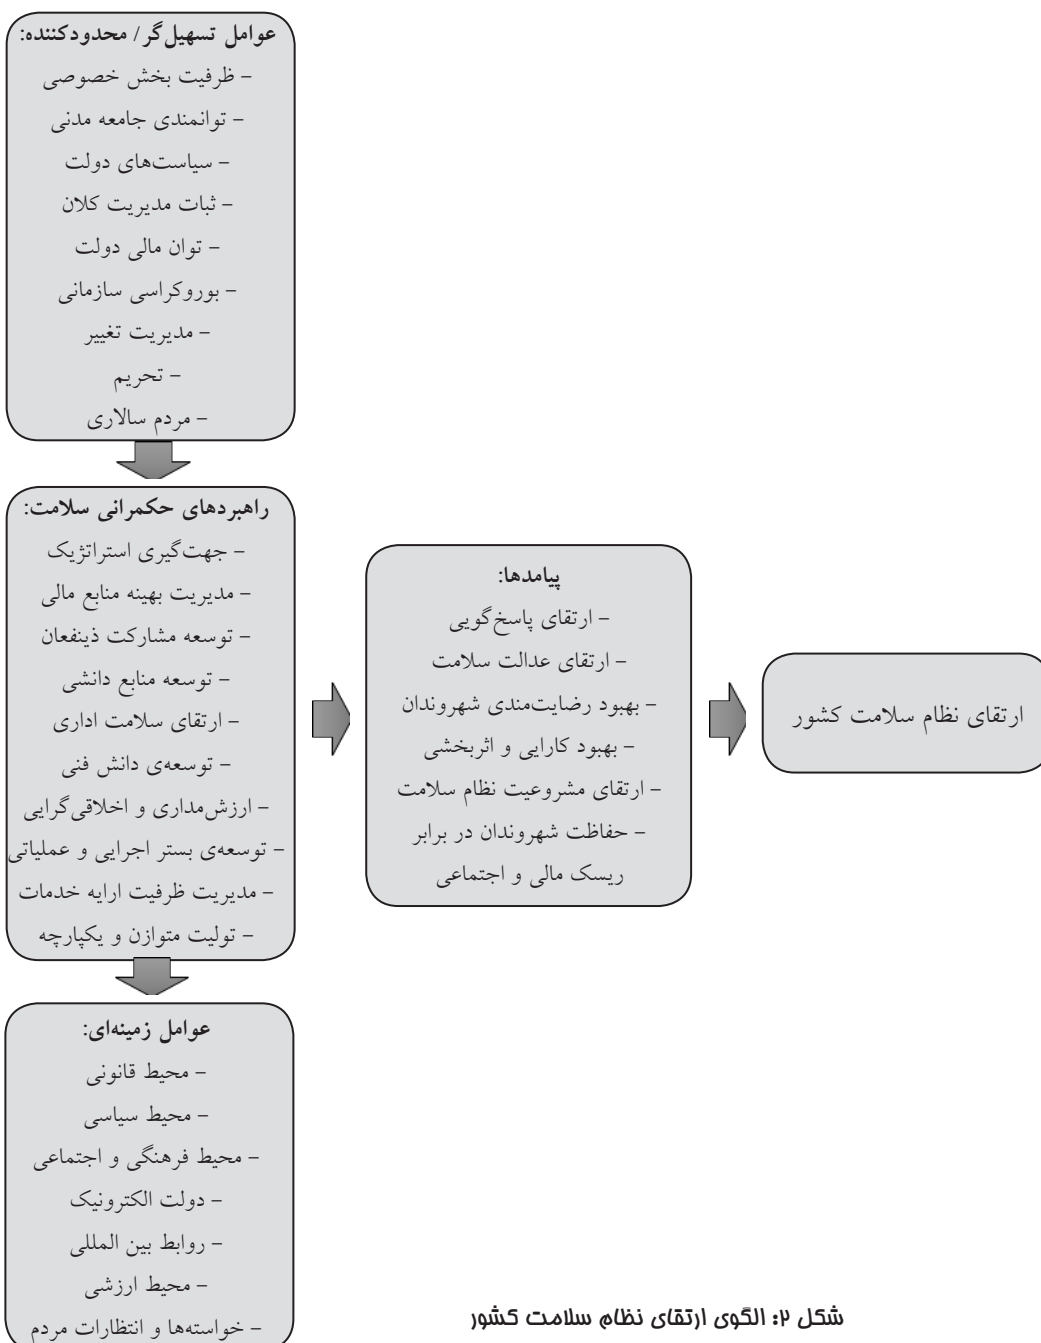 عوامل تسهیل‌گر/ محدودکننده:
- ظرفیت بخش خصوصی
- توانمندی جامعه مدنی
- سیاست‌های دولت
- ثبات مدیریت کلان
- توان مالی دولت
- بوروکراسی سازمانی
- مدیریت تغییر
- تحریم
- مردم سالاری
راهبردهای حکمرانی سلامت:
- جهت‌گیری استراتژیک
- مدیریت بهینه منابع مالی
- توسعه مشارکت ذینفعان
- توسعه منابع دانشی
- ارتقای سلامت اداری
- توسعه‌ی دانش فنی
- ارزش‌مداری و اخلاقی‌گرایی
- توسعه‌ی بستر اجرایی و عملیاتی
- مدیریت ظرفیت ارایه خدمات
- تولیت متوازن و یکپارچه
پیامدها:
- ارتقای پاسخ‌گویی
- ارتقای عدالت سلامت
- بهبود رضایت‌مندی شهروندان
- بهبود کارایی و اثربخشی
- ارتقای مشروعیت نظام سلامت
- حفاظت شهروندان در برابر
ریسک مالی و اجتماعی
ارتقای نظام سلامت کشور
عوامل زمینه‌ای:
- محیط قانونی
- محیط سیاسی
- محیط فرهنگی و اجتماعی
- دولت الکترونیک
- روابط بین المللی
- محیط ارزشی
- خواسته‌ها و انتظارات مردم
شکل ۲: الگوی ارتقای نظام سلامت کشور